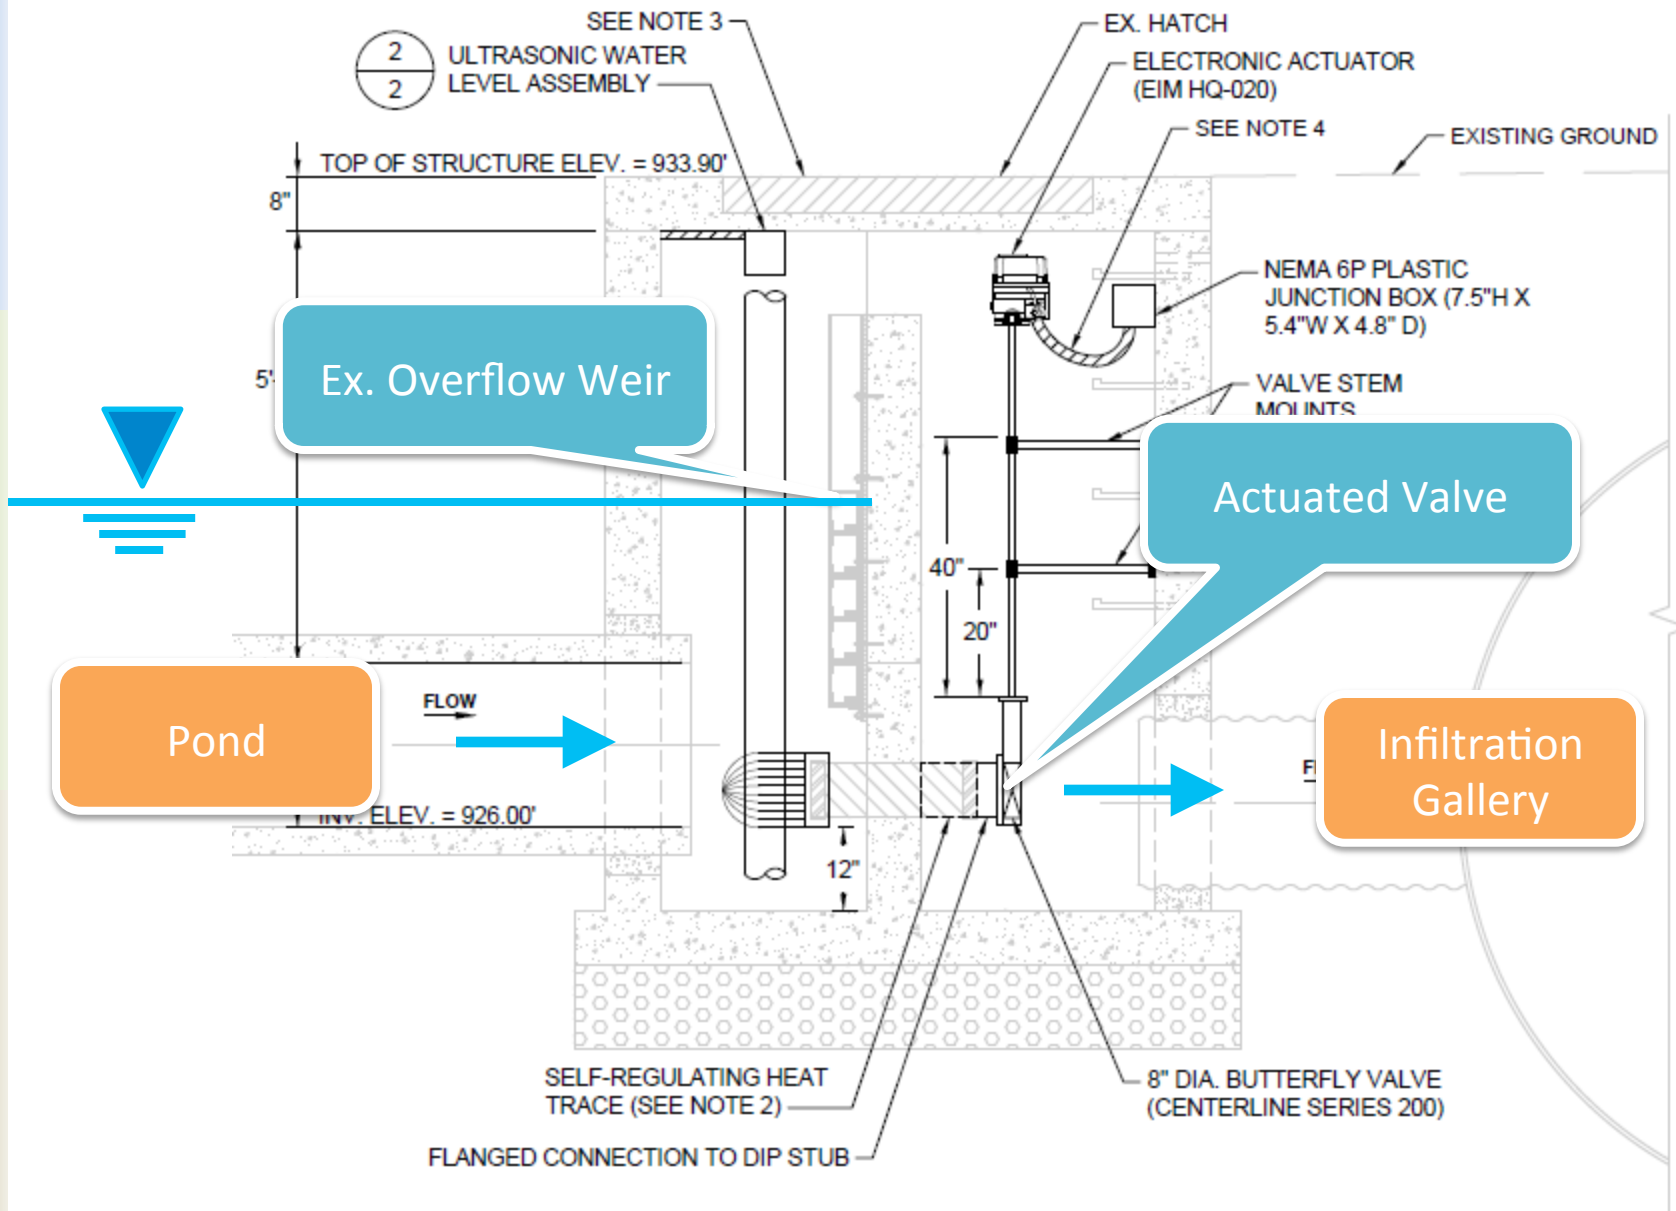 SEE NOTE 3
EX. HATCH
2
2
ULTRASONIC WATER
LEVEL ASSEMBLY
ELECTRONIC ACTUATOR
(EIM HQ-020)
SEE NOTE 4
EXISTING GROUND
TOP OF STRUCTURE ELEV. = 933.90'
8"
NEMA 6P PLASTIC
JUNCTION BOX (7.5"H X
5.4"W X 4.8" D)
5'-
Ex. Overflow Weir
VALVE STEM
MOUNTS
Actuated Valve
40"
20"
FLOW
Pond
Infiltration
Gallery
INV. ELEV. = 926.00'
12"
SELF-REGULATING HEAT
TRACE (SEE NOTE 2)
8" DIA. BUTTERFLY VALVE
(CENTERLINE SERIES 200)
FLANGED CONNECTION TO DIP STUB